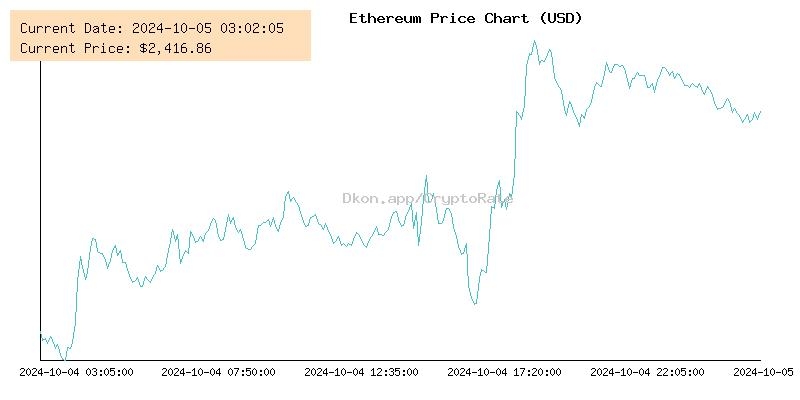 Ethereum Price Chart (USD)
Current Date: 2024-10-05 03:02:05
Current Price: $2,416.86
Dkon.app/CryptoRate
2024-10-04 03:05:00 2024-10-04 07:50:00 2024-10-04 12:35:00 2024-10-04 17:20:00 2024-10-04 22:05:00 2024-10-05